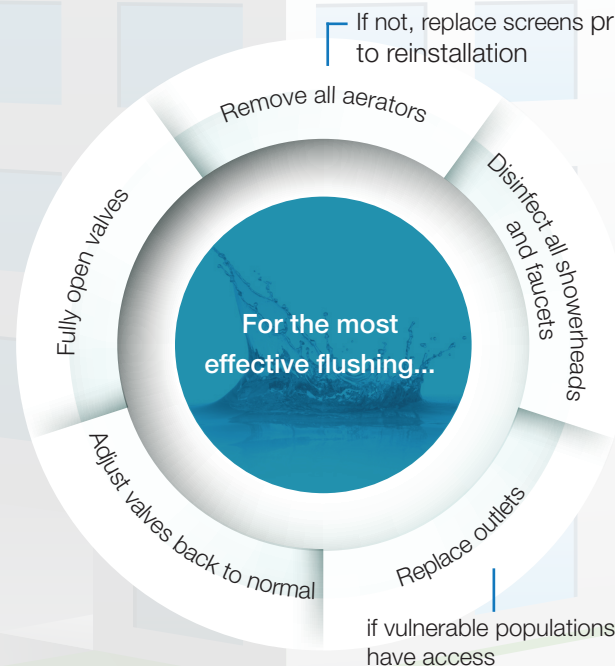 If not, replace screens pr
to reinstallation
Remove all aerators
Disinfect all showerheads
and faucets
Replace outlets
if vulnerable populations
have access
Adjust valves back to normal
Fully open valves
For the most
effective flushing...